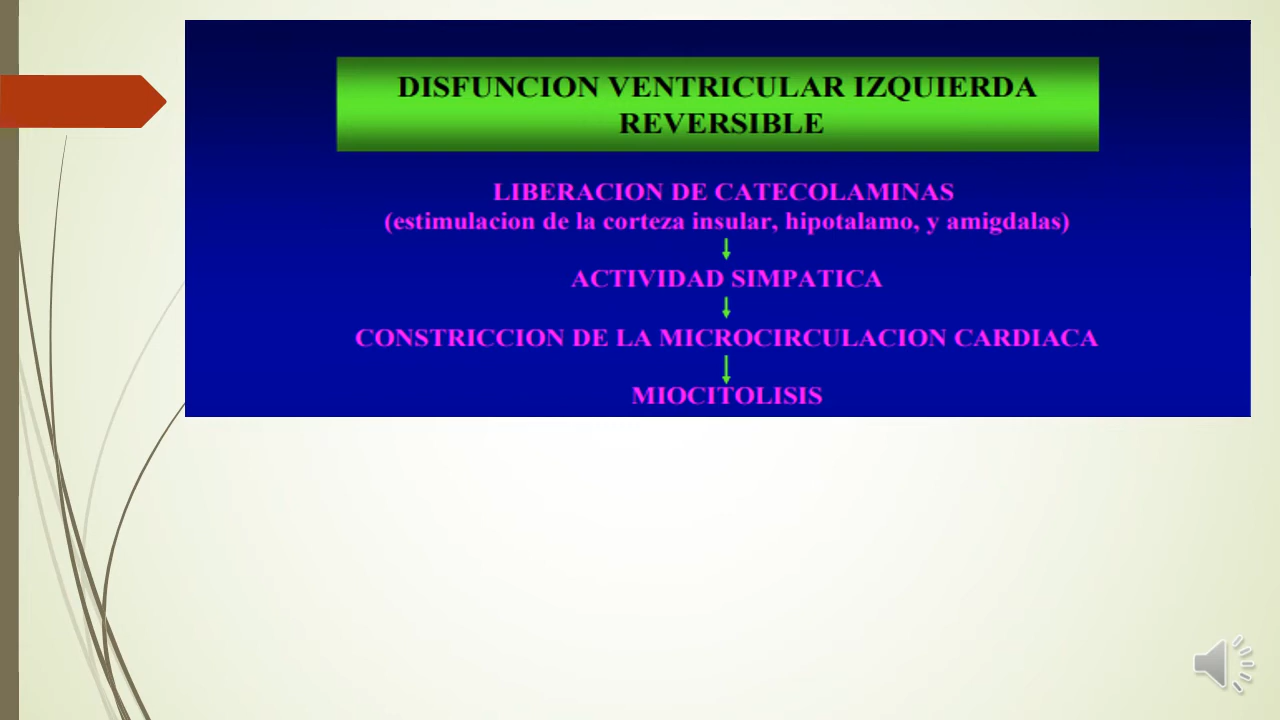 DISFUNCION VENTRICULAR IZQUIERDA
REVERSIBLE
LIBERACION DE CATECOLAMINAS
(estimulacion de la corteza insular, hipotalamo, y amigdalas)
ACTIVIDAD SIMPATICA
CONSTRICCION DE LA MICROCIRCULACION CARDIACA
MIOCITOLISIS